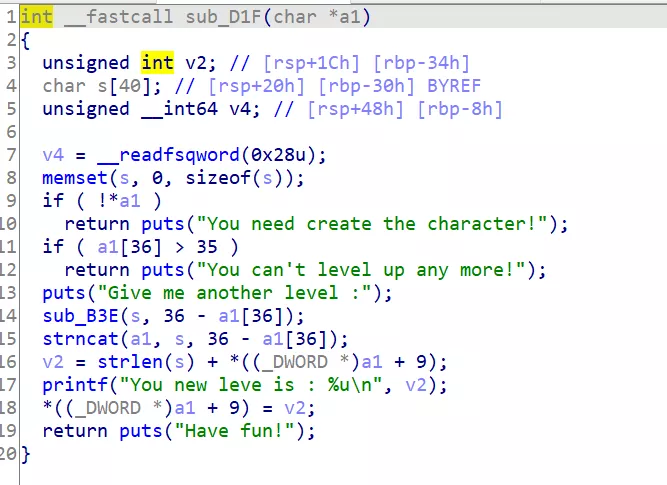 1 int __fastcall sub_D1F(char *a1)
2 {
3 unsigned int v2; // [rsp+1Ch] [rbp-34h]
4 char s[40]; // [rsp+20h] [rbp-30h] BYREF
5 unsigned __int64 v4; // [rsp+48h] [rbp-8h]
6
7 v4 = __readfsqword(0x28u);
8 memset(s, 0, sizeof(s));
9 if ( !*a1 )
10 return puts("You need create the character!");
11 if ( a1[36] > 35 )
12 return puts("You can't level up any more!");
13 puts("Give me another level :");
14 sub_B3E(s, 36 - a1[36]);
15 strncat(a1, s, 36 - a1[36]);
16 v2 = strlen(s) + *((_DWORD *)a1 + 9);
17 printf("You new leve is : %u\n", v2);
18 *((_DWORD *)a1 + 9) = v2;
19 return puts("Have fun!");
20 }